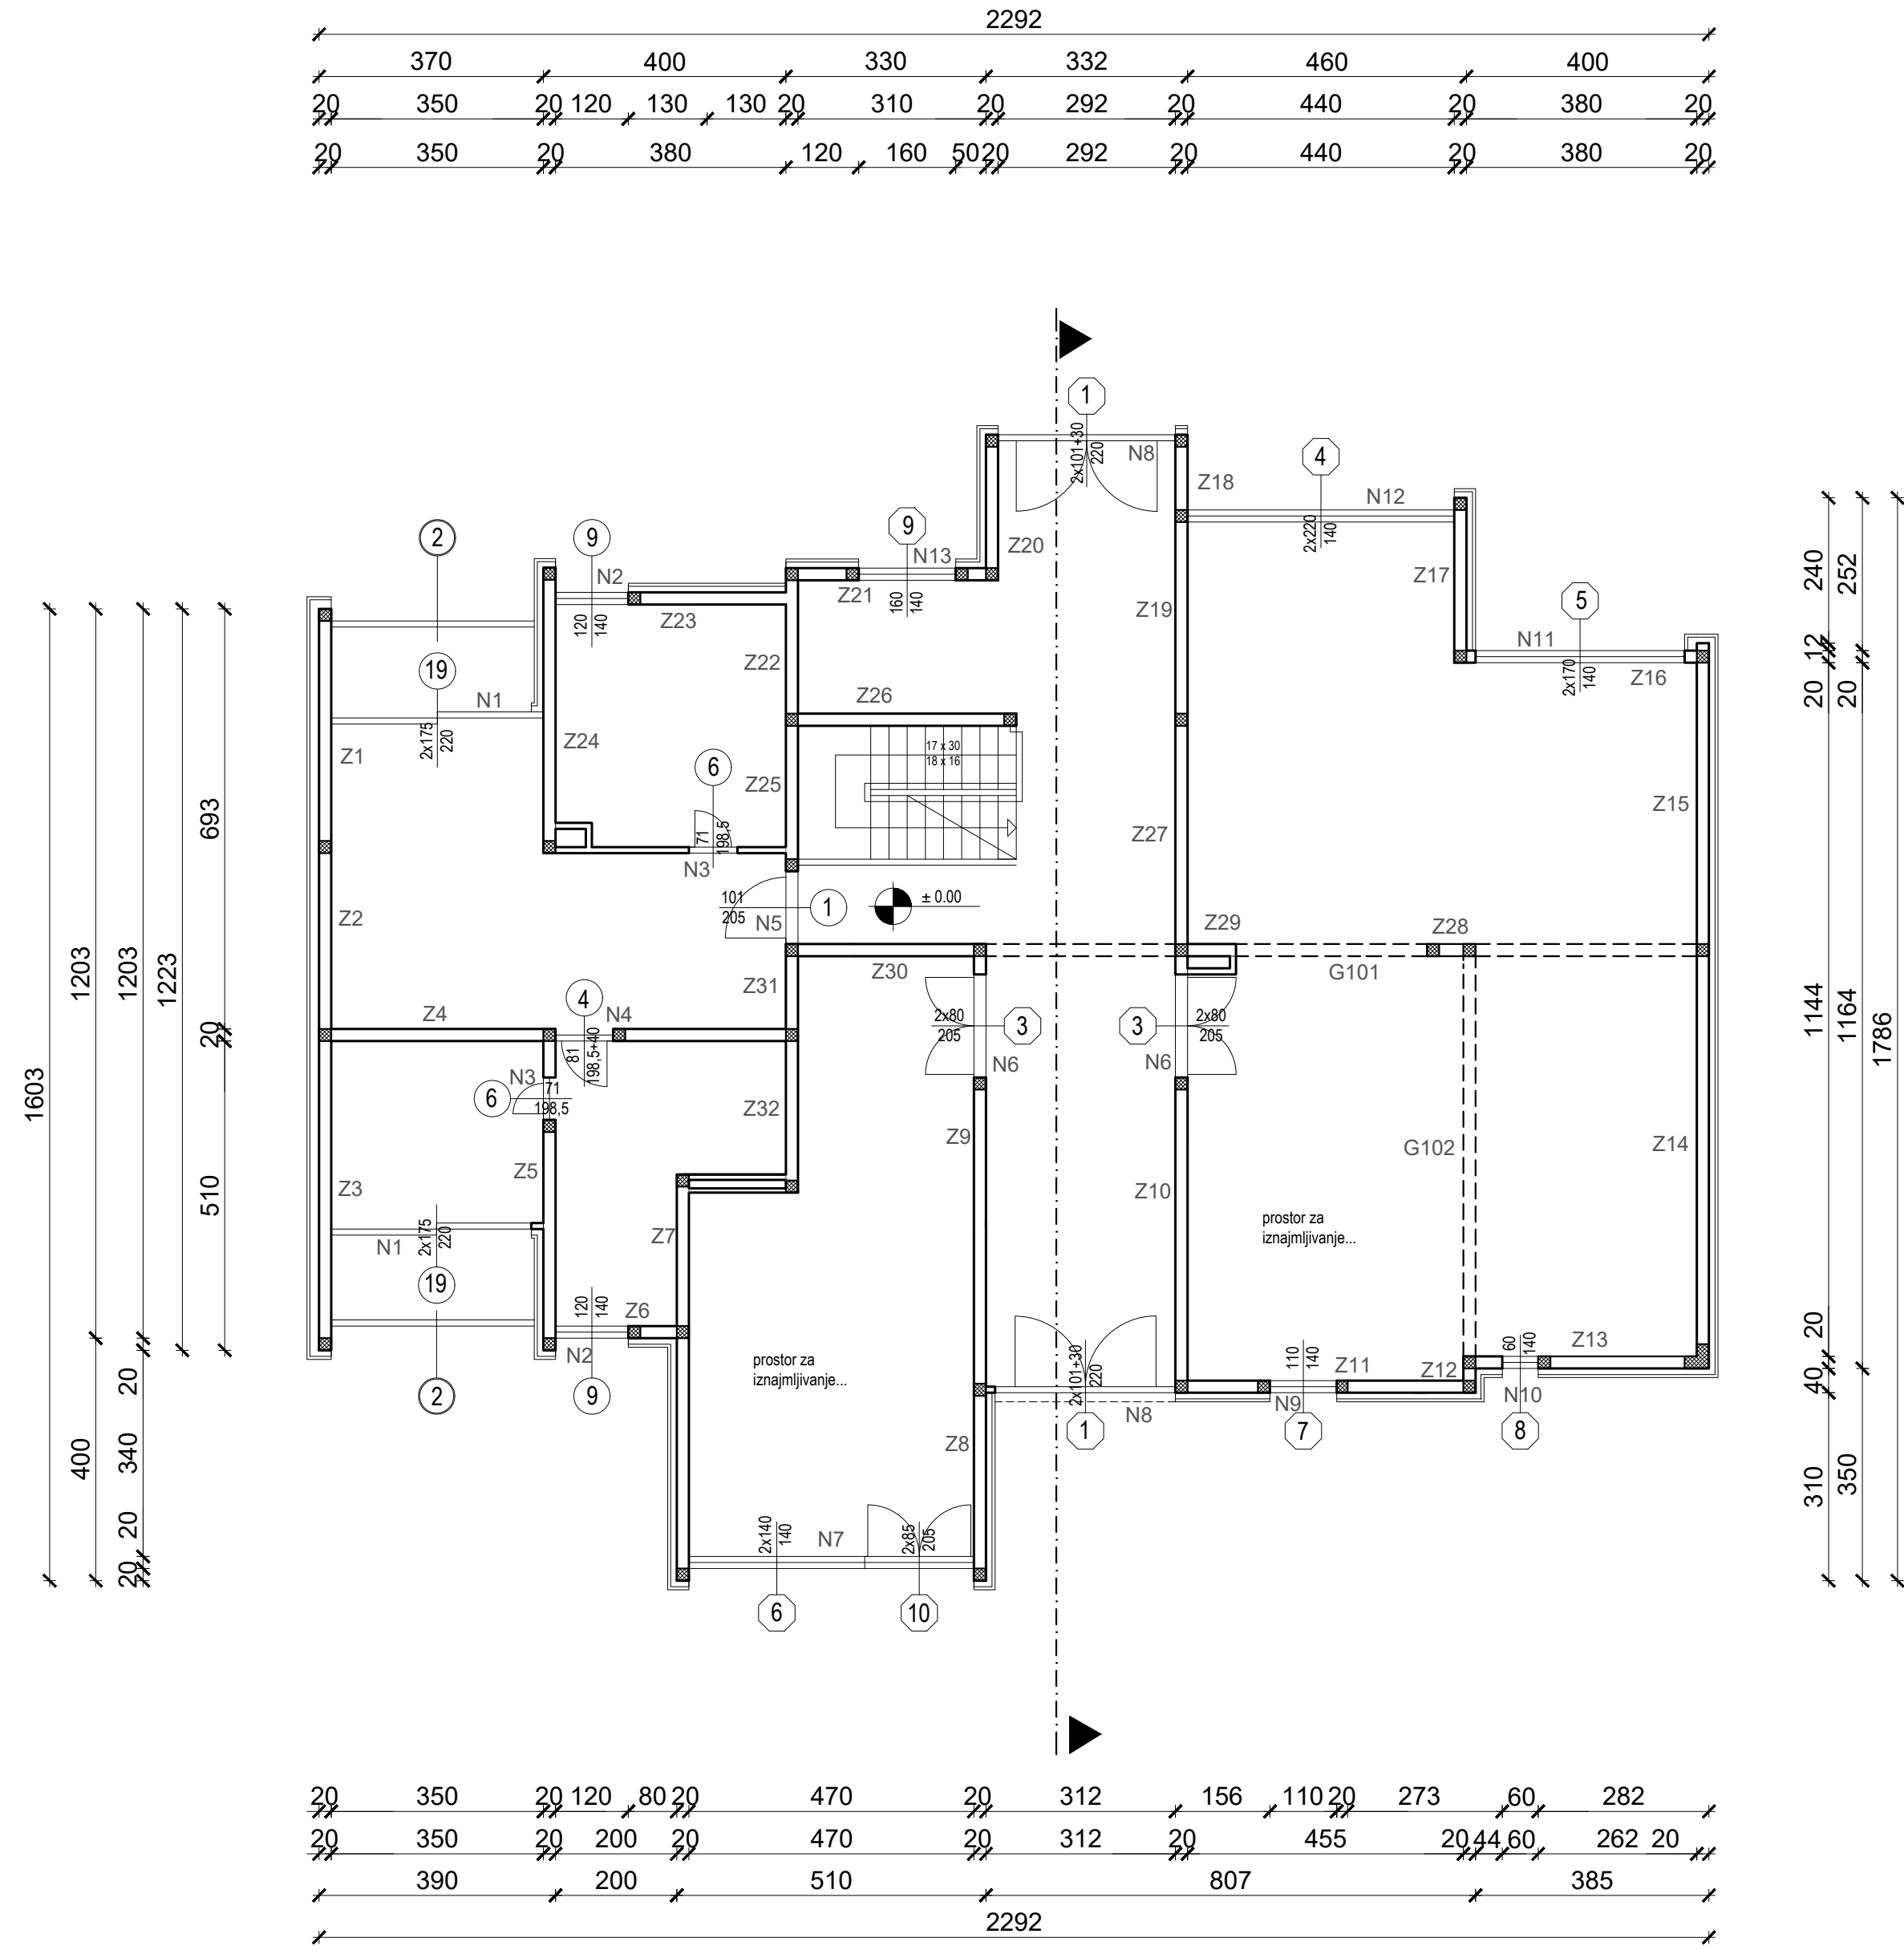 2292
370 400 330 332 460 400
20 350 20 120 130 130 20 310 20 292 20 440 20 380 20
20 350 20 380 120 160 50 20 292 20 440 20 380 20
1
2x101+30
220
N8
Z18
4
N12
2x220
140
2
9
N2
120
140
9
N13
Z20
Z21
160
140
Z17
5
N11
2x170
140
Z16
Z23
Z22
Z19
19
N1
2x175
220
Z1
Z24
Z26
17 x 30
18 x 16
6
71
198,5
N3
Z25
Z27
Z15
Z2
101
205
N5
1
± 0.00
Z29
Z28
Z30
G101
Z31
Z4
4
N4
81
198,5+40
2x80
205
3
N6
3
2x80
205
N6
N3
6
71
198,5
Z32
Z9
G102
Z14
Z3
Z5
Z10
Z7
prostor za
iznajmljivanje...
N1
2x175
220
19
2
120
140
Z6
N2
9
prostor za
iznajmljivanje...
2x101+30
220
N8
1
110
140
Z11
Z12
N9
7
60
140
Z13
N10
8
Z8
2x140
140
N7
2x85
205
6
10
1603
1203
400
1203
20
340
20
20
1223
693
20
510
240
12
20
1144
20
40
310
252
20
1164
350
1786
20 350 20 120 80 20 470 20 312 156 110 20 273 60 282
20 350 20 200 20 470 20 312 20 455 20 44 60 262 20
390 200 510 807 385
2292